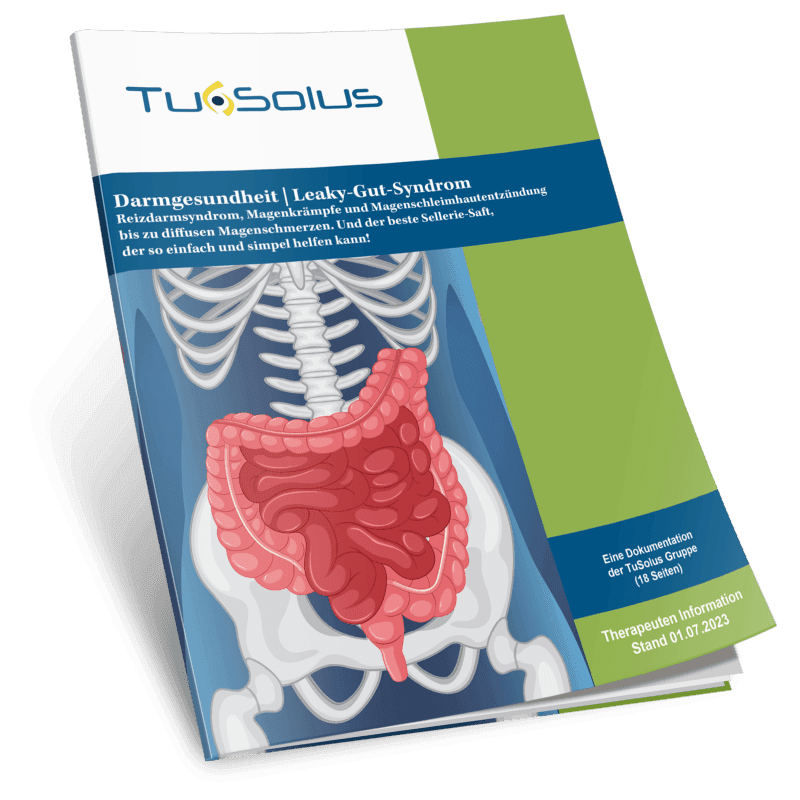 TuSolus
Darmgesundheit | Leaky-Gut-Syndrom
Reizdarmsyndrom, Magenkrämpfe und Magenschleimhautentzündung
bis zu diffusen Magenschmerzen. Und der beste Sellerie-Saft,
der so einfach und simpel helfen kann!
Eine Dokumentation
der TuSolus Gruppe
(18 Seiten)
Therapeuten Information
Stand 01.07.2023